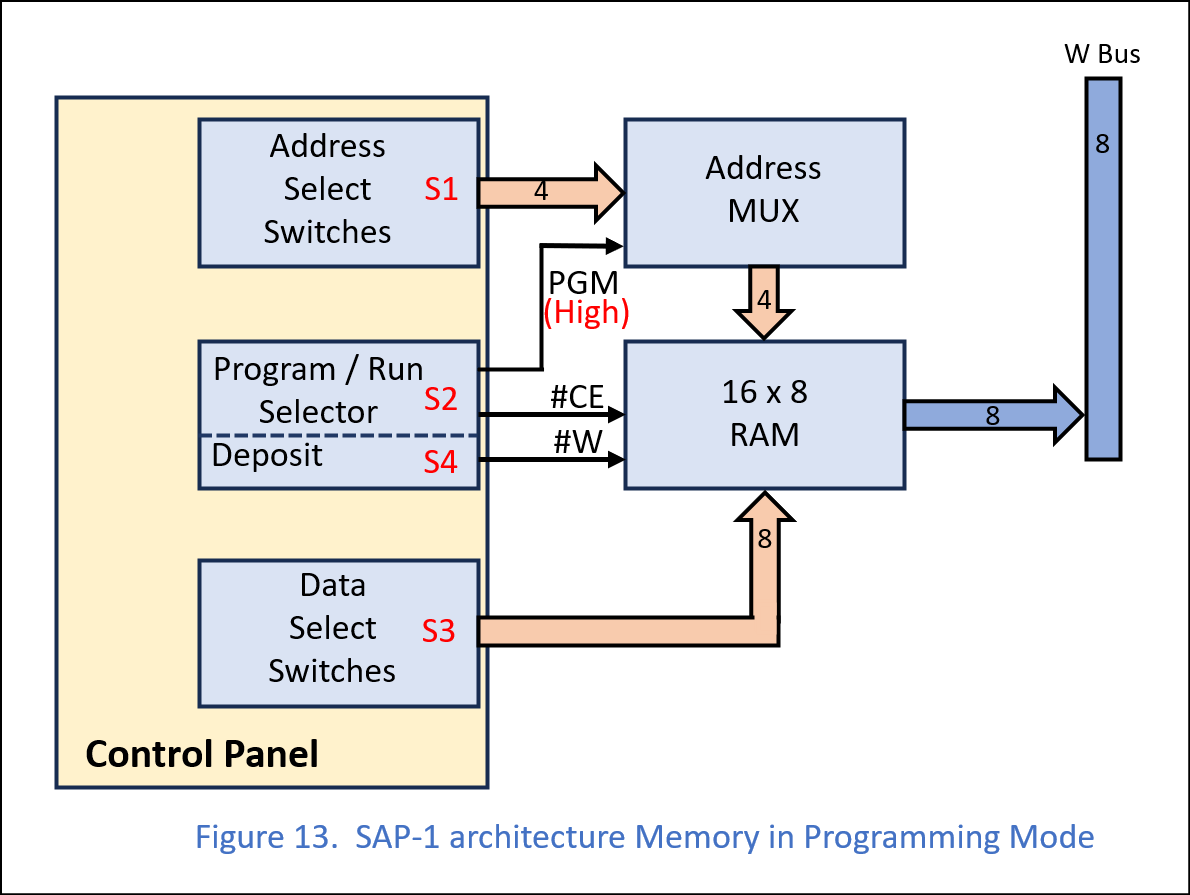 W Bus
8
Address
Select
Switches
S1
4
Address
MUX
PGM
(High)
4
Program / Run
Selector
S2
Deposit
S4
#CE
#W
16 x 8
RAM
8
8
Data
Select
Switches
S3
Control Panel
Figure 13. SAP-1 architecture Memory in Programming Mode